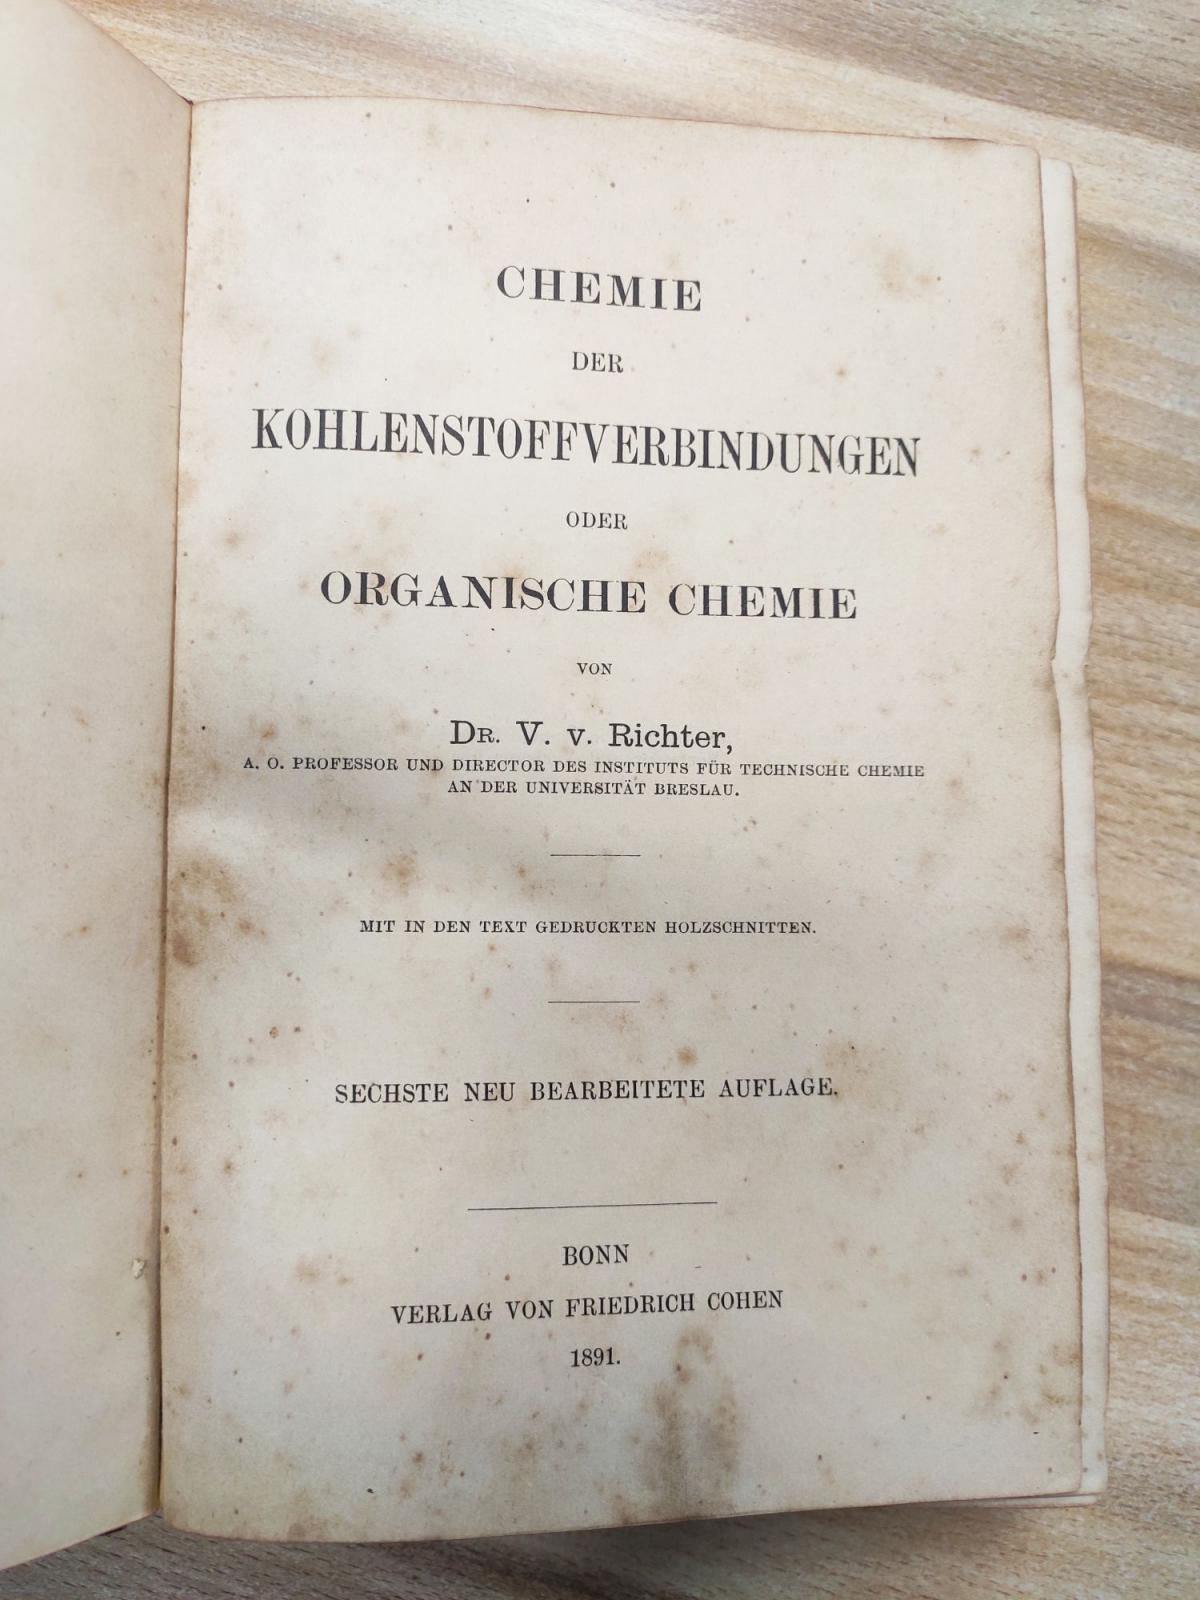 CHEMIE
DER
KOHLENSTOFFVERBINDUNGEN
ODER
ORGANISCHE CHEMIE
VON
DR. V. v. Richter,
A. O. PROFESSOR UND DIRECTOR DES INSTITUTS FÜR TECHNISCHE CHEMIE
AN DER UNIVERSITÄT BRESLAU.
MIT IN DEN TEXT GEDRUCKTEN HOLZSCHNITTEN.
SECHSTE NEU BEARBEITETE AUFLAGE.
BONN
VERLAG VON FRIEDRICH COHEN
1891.